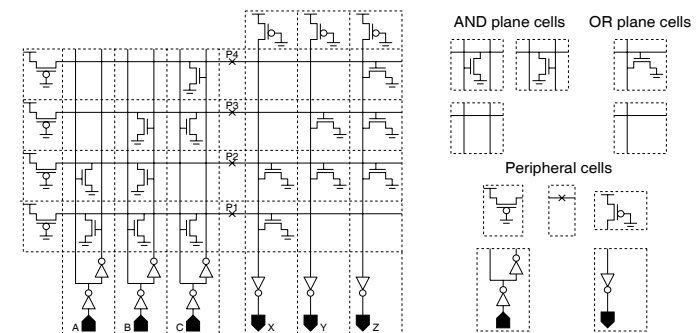 AND plane cells
OR plane cells
P4
P3
P2
P1
Peripheral cells
A
B
C
X
Y
Z